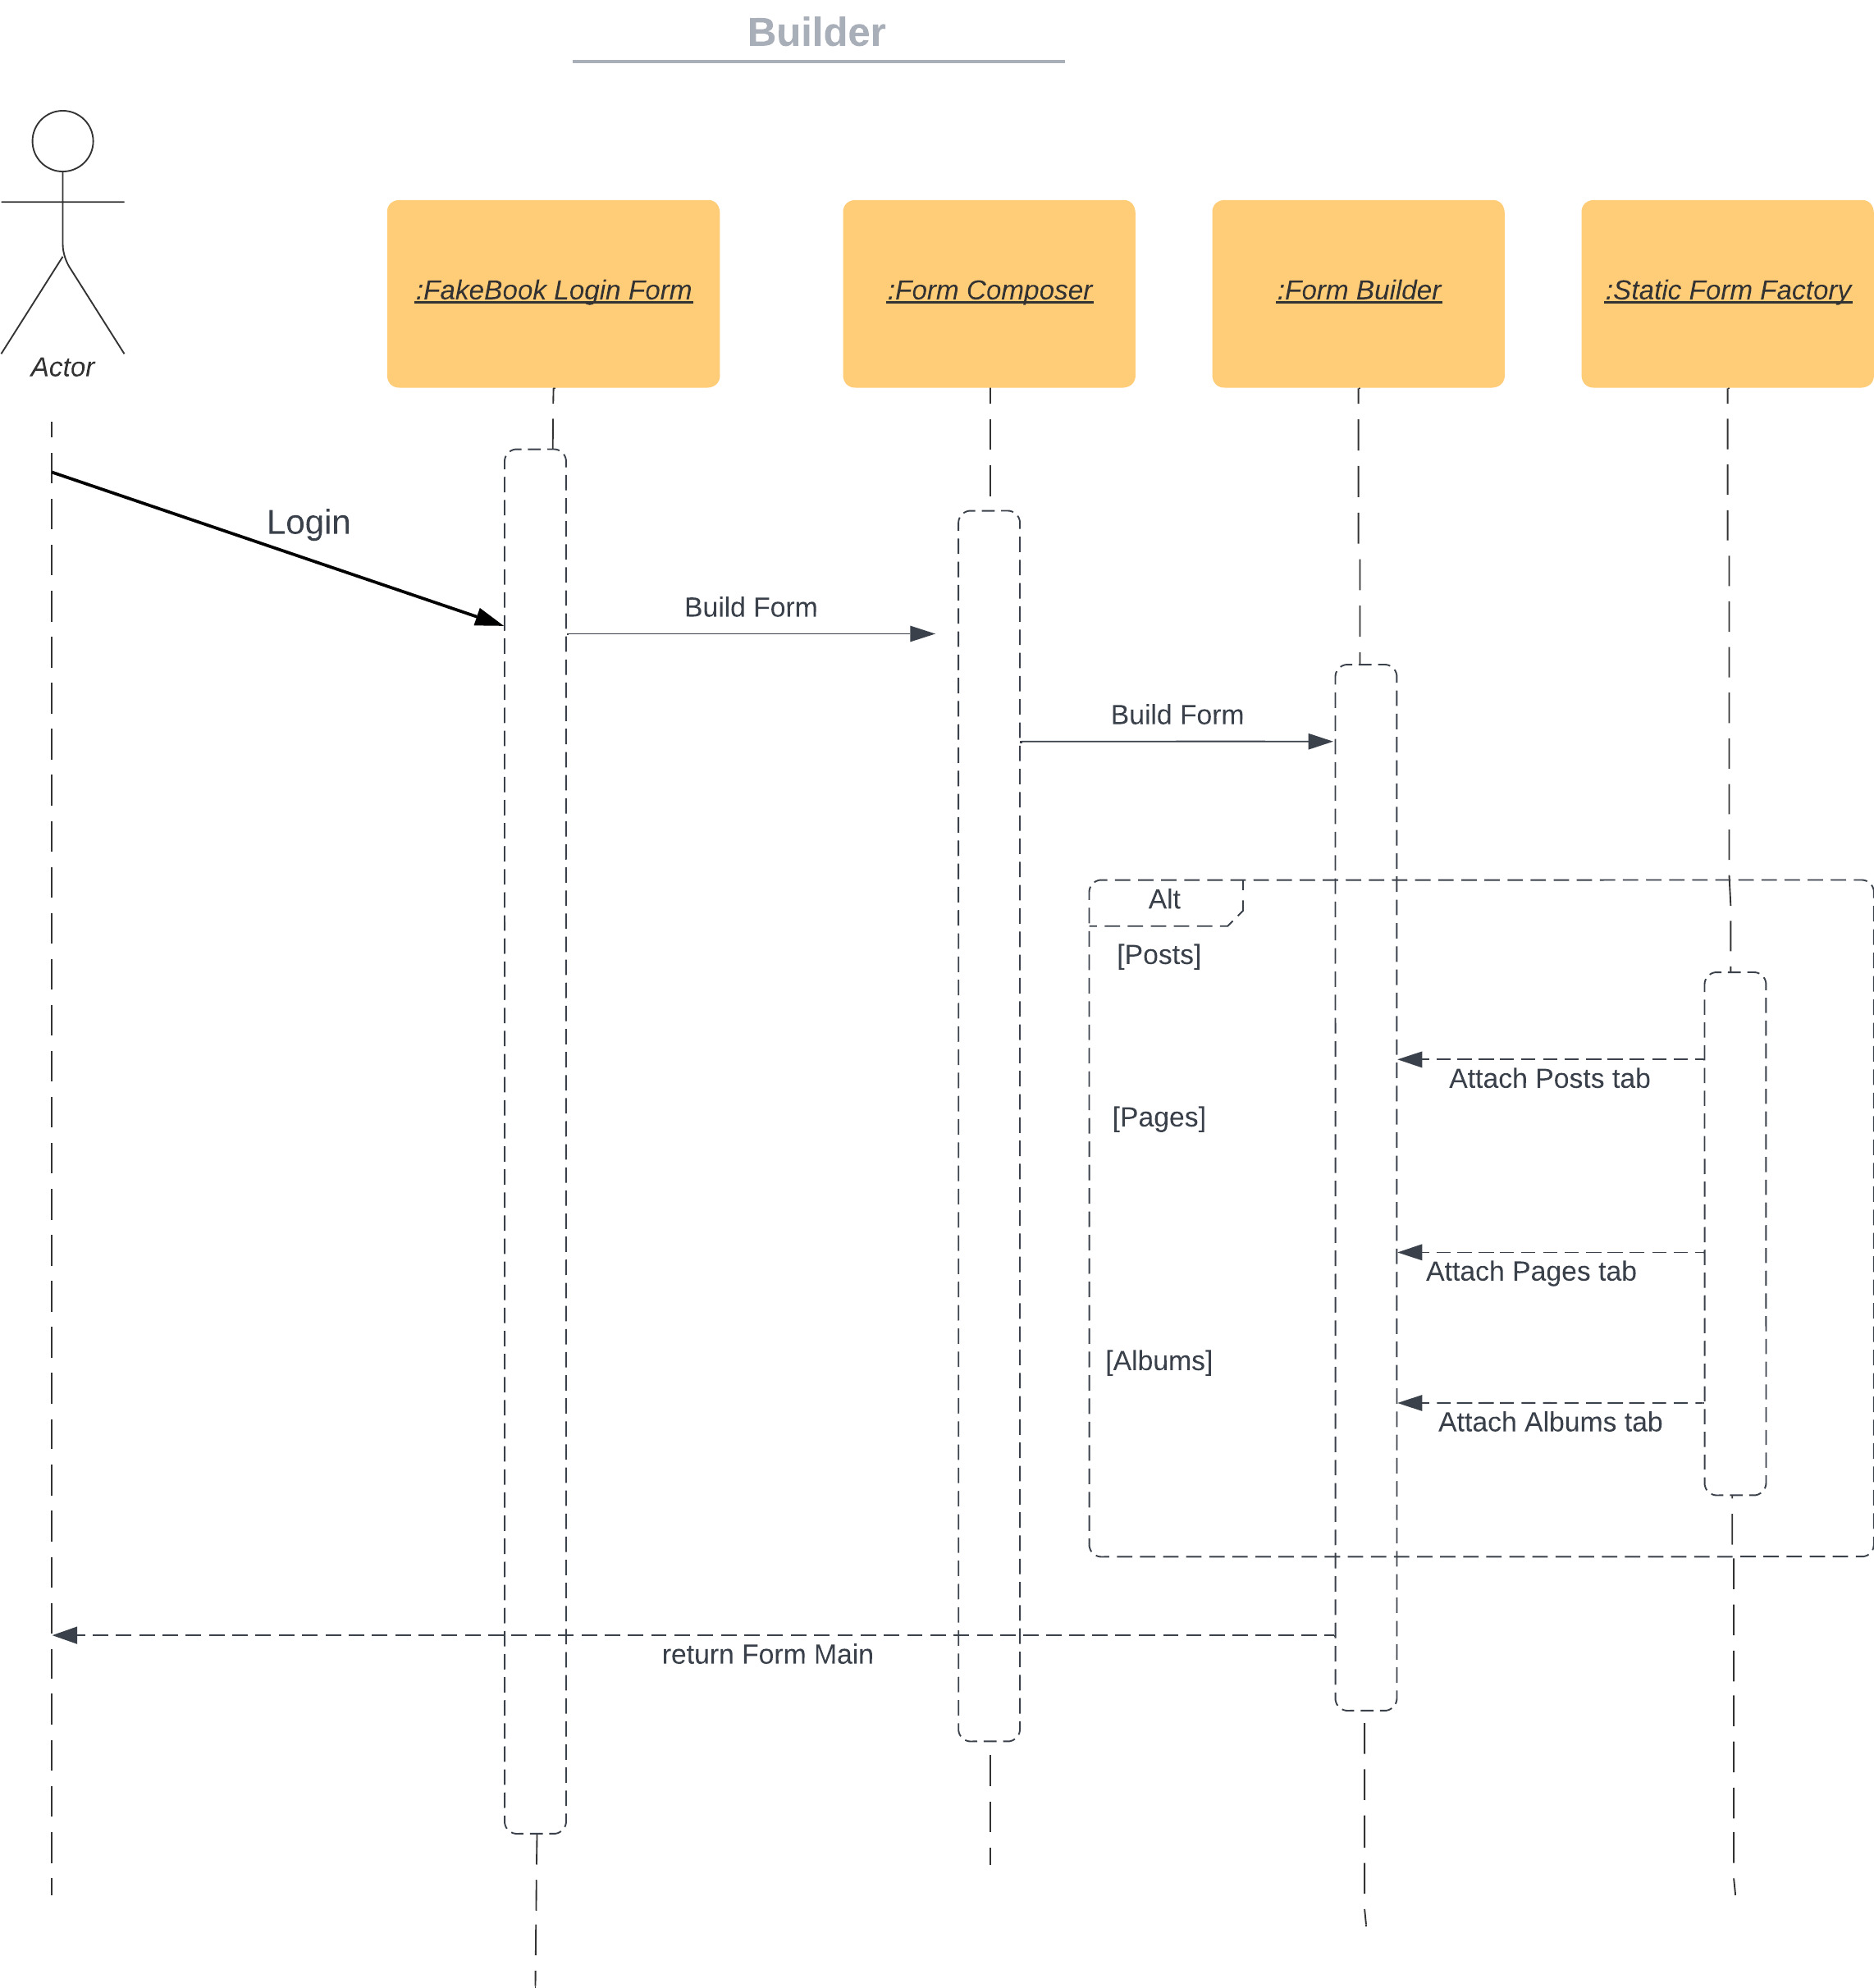 Builder
Actor
:FakeBook Login Form
:Form Composer
:Form Builder
:Static Form Factory
Login
Build Form
Build Form
Alt
[Posts]
Attach Posts tab
[Pages]
Attach Pages tab
[Albums]
Attach Albums tab
return Form Main